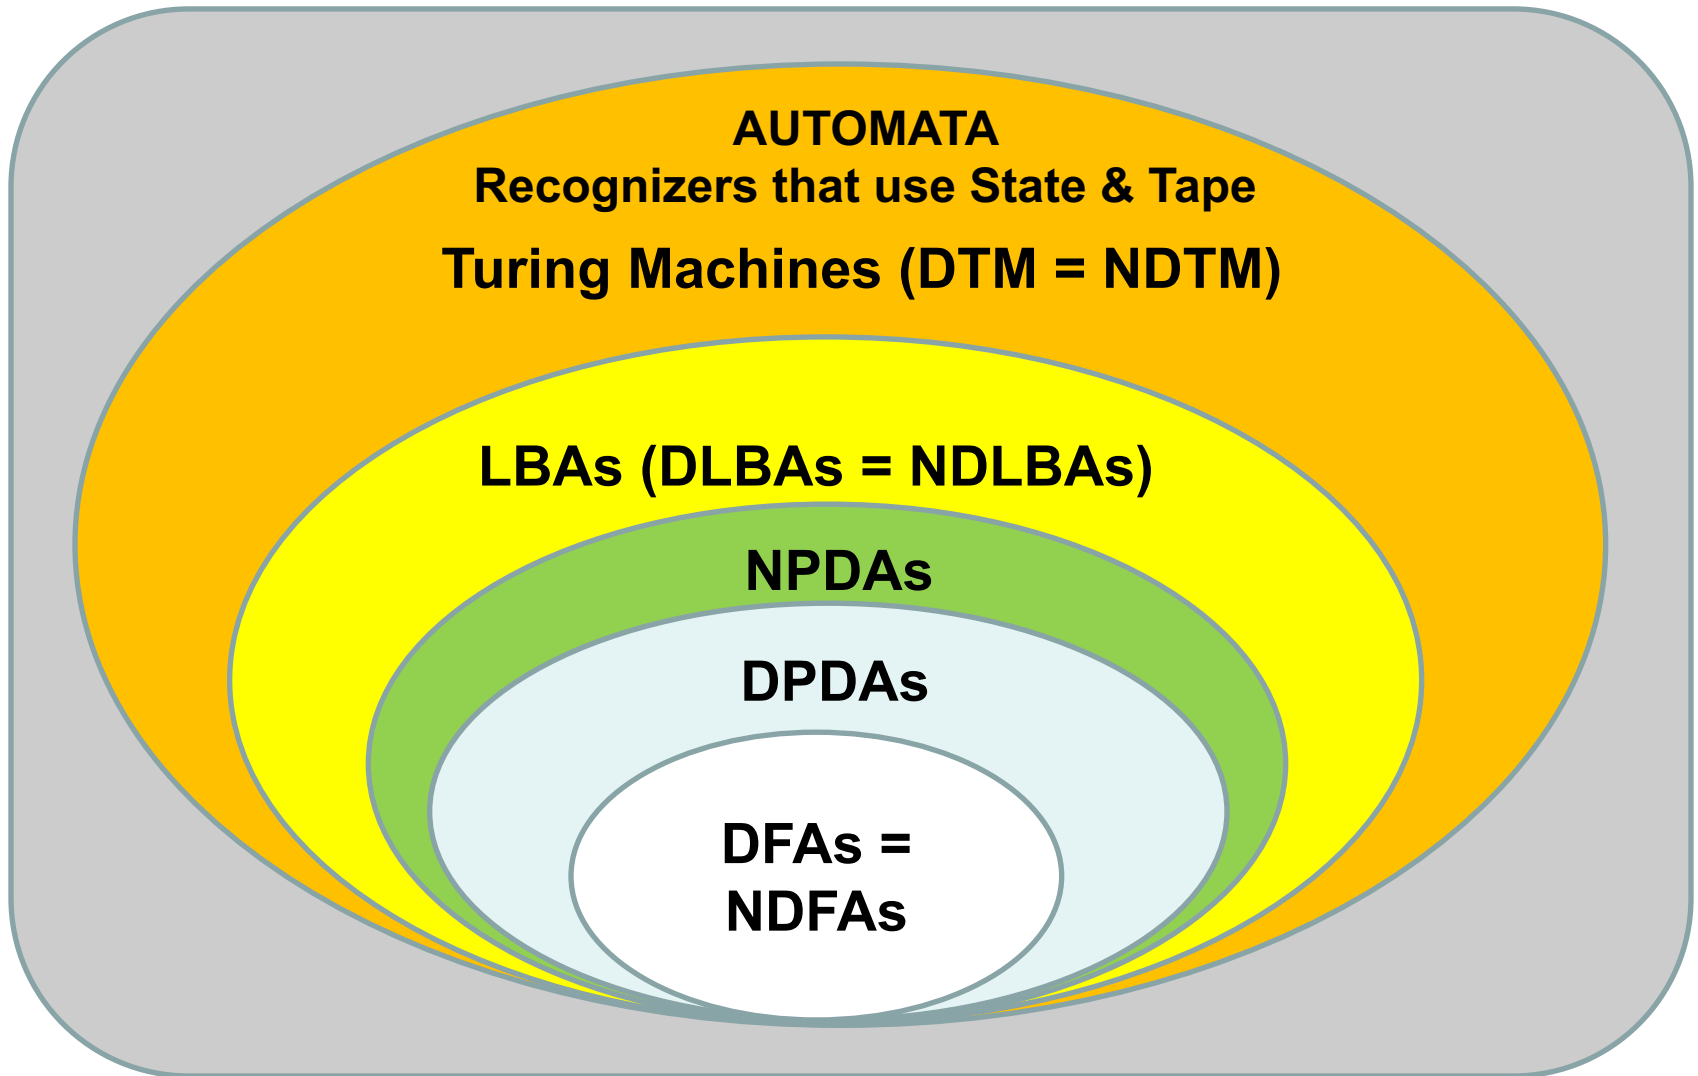 AUTOMATA
Recognizers that use State & Tape
Turing Machines (DTM = NDTM)
LBAs (DLBAs = NDLBAs)
NPDAs
DPDAs
DFAs =
NDFAs